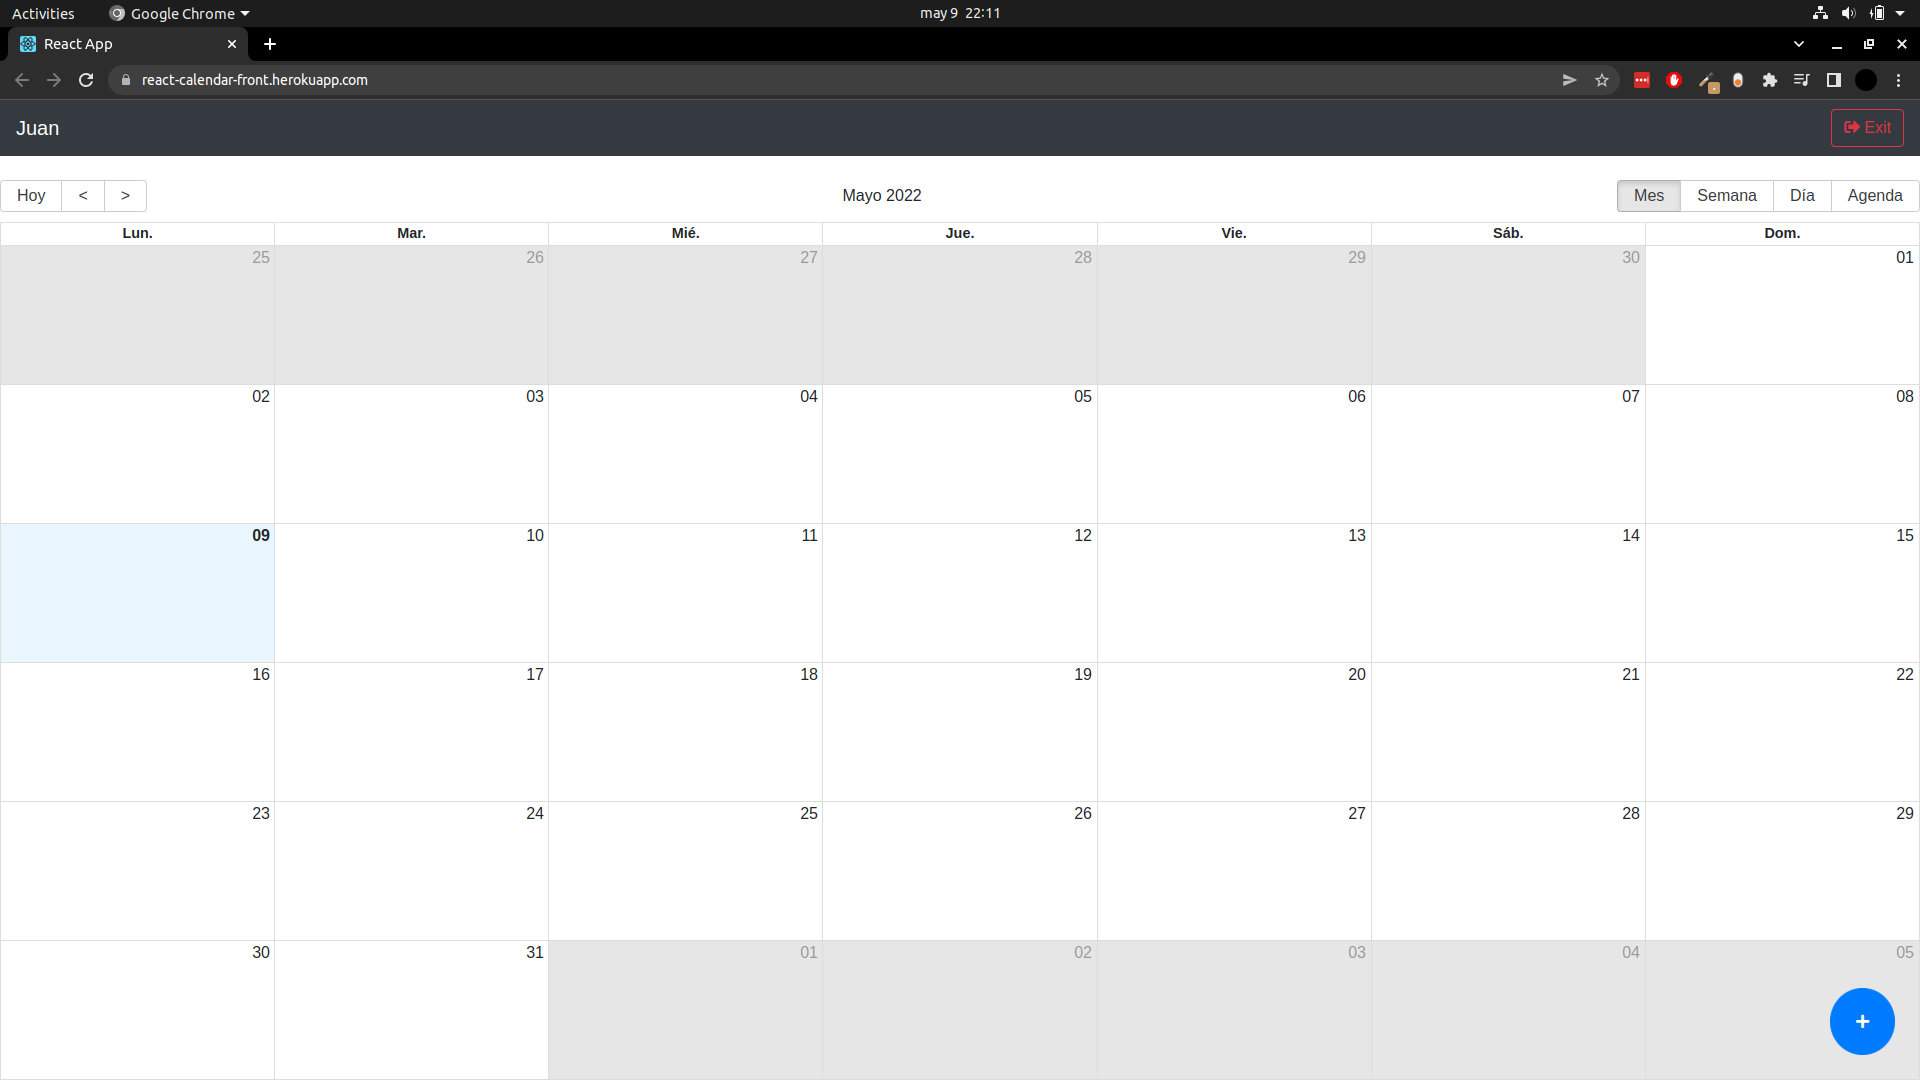 Activities Google Chrome may 9 22:11
React App
react-calendar-front.herokuapp.com
Juan Exit
Hoy < > Mayo 2022 Mes Semana Día Agenda
Lun. Mar. Mié. Jue. Vie. Sáb. Dom.
25 26 27 28 29 30 01
02 03 04 05 06 07 08
09 10 11 12 13 14 15
16 17 18 19 20 21 22
23 24 25 26 27 28 29
30 31 01 02 03 04 05
+